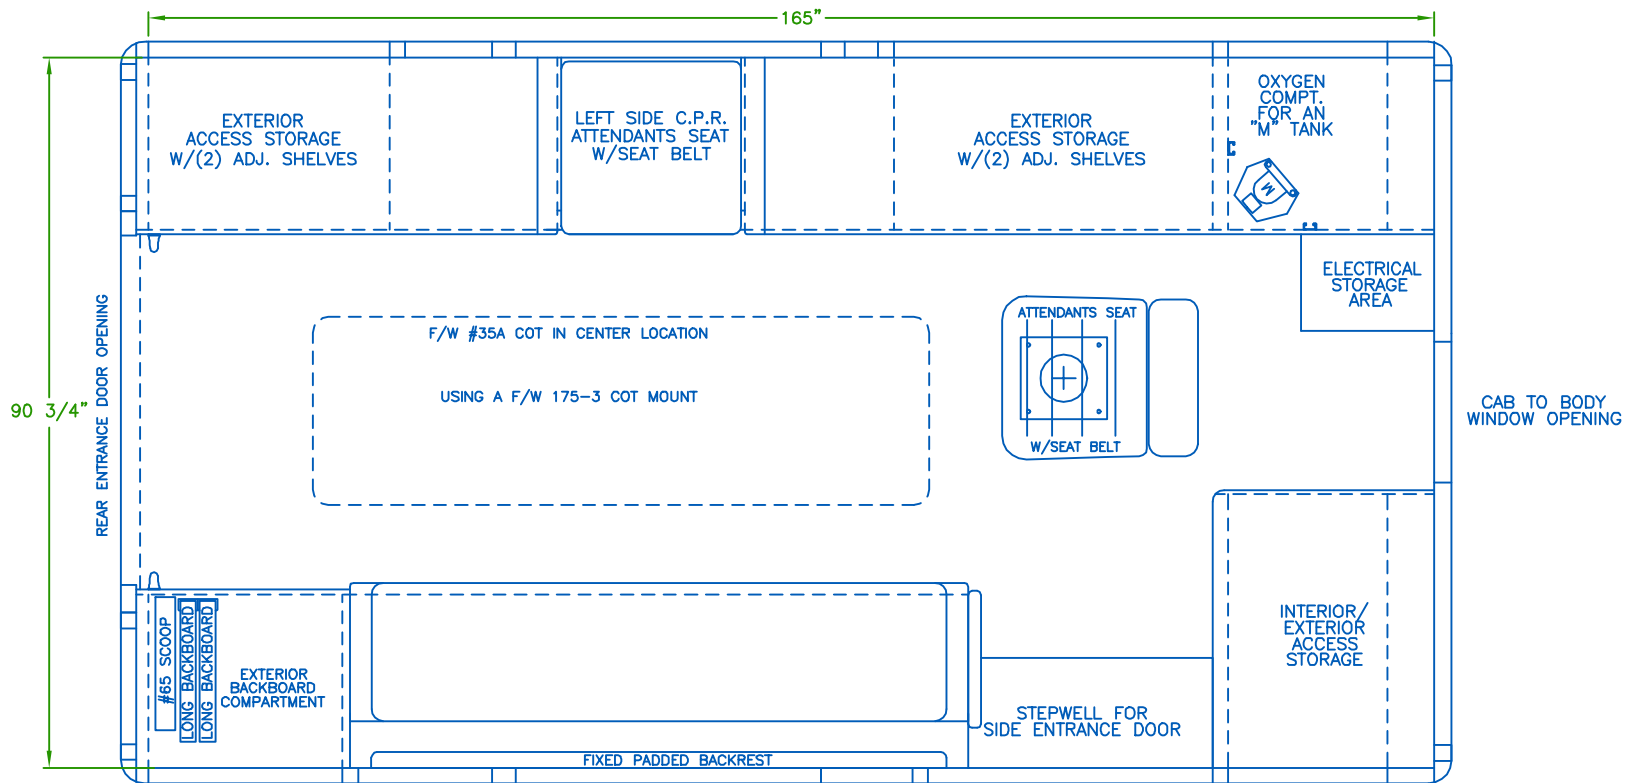 165"
EXTERIOR
ACCESS STORAGE
W/(2) ADJ. SHELVES
LEFT SIDE C.P.R.
ATTENDANTS SEAT
W/SEAT BELT
EXTERIOR
ACCESS STORAGE
W/(2) ADJ. SHELVES
OXYGEN
COMPT.
FOR AN
"M" TANK
M
ELECTRICAL
STORAGE
AREA
REAR ENTRANCE DOOR OPENING
F/W #35A COT IN CENTER LOCATION
USING A F/W 175-3 COT MOUNT
ATTENDANTS SEAT
W/SEAT BELT
90 3/4"
CAB TO BODY
WINDOW OPENING
#65 SCOOP
LONG BACKBOARD
LONG BACKBOARD
EXTERIOR
BACKBOARD
COMPARTMENT
FIXED PADDED BACKREST
STEPWELL FOR
SIDE ENTRANCE DOOR
INTERIOR/
EXTERIOR
ACCESS
STORAGE